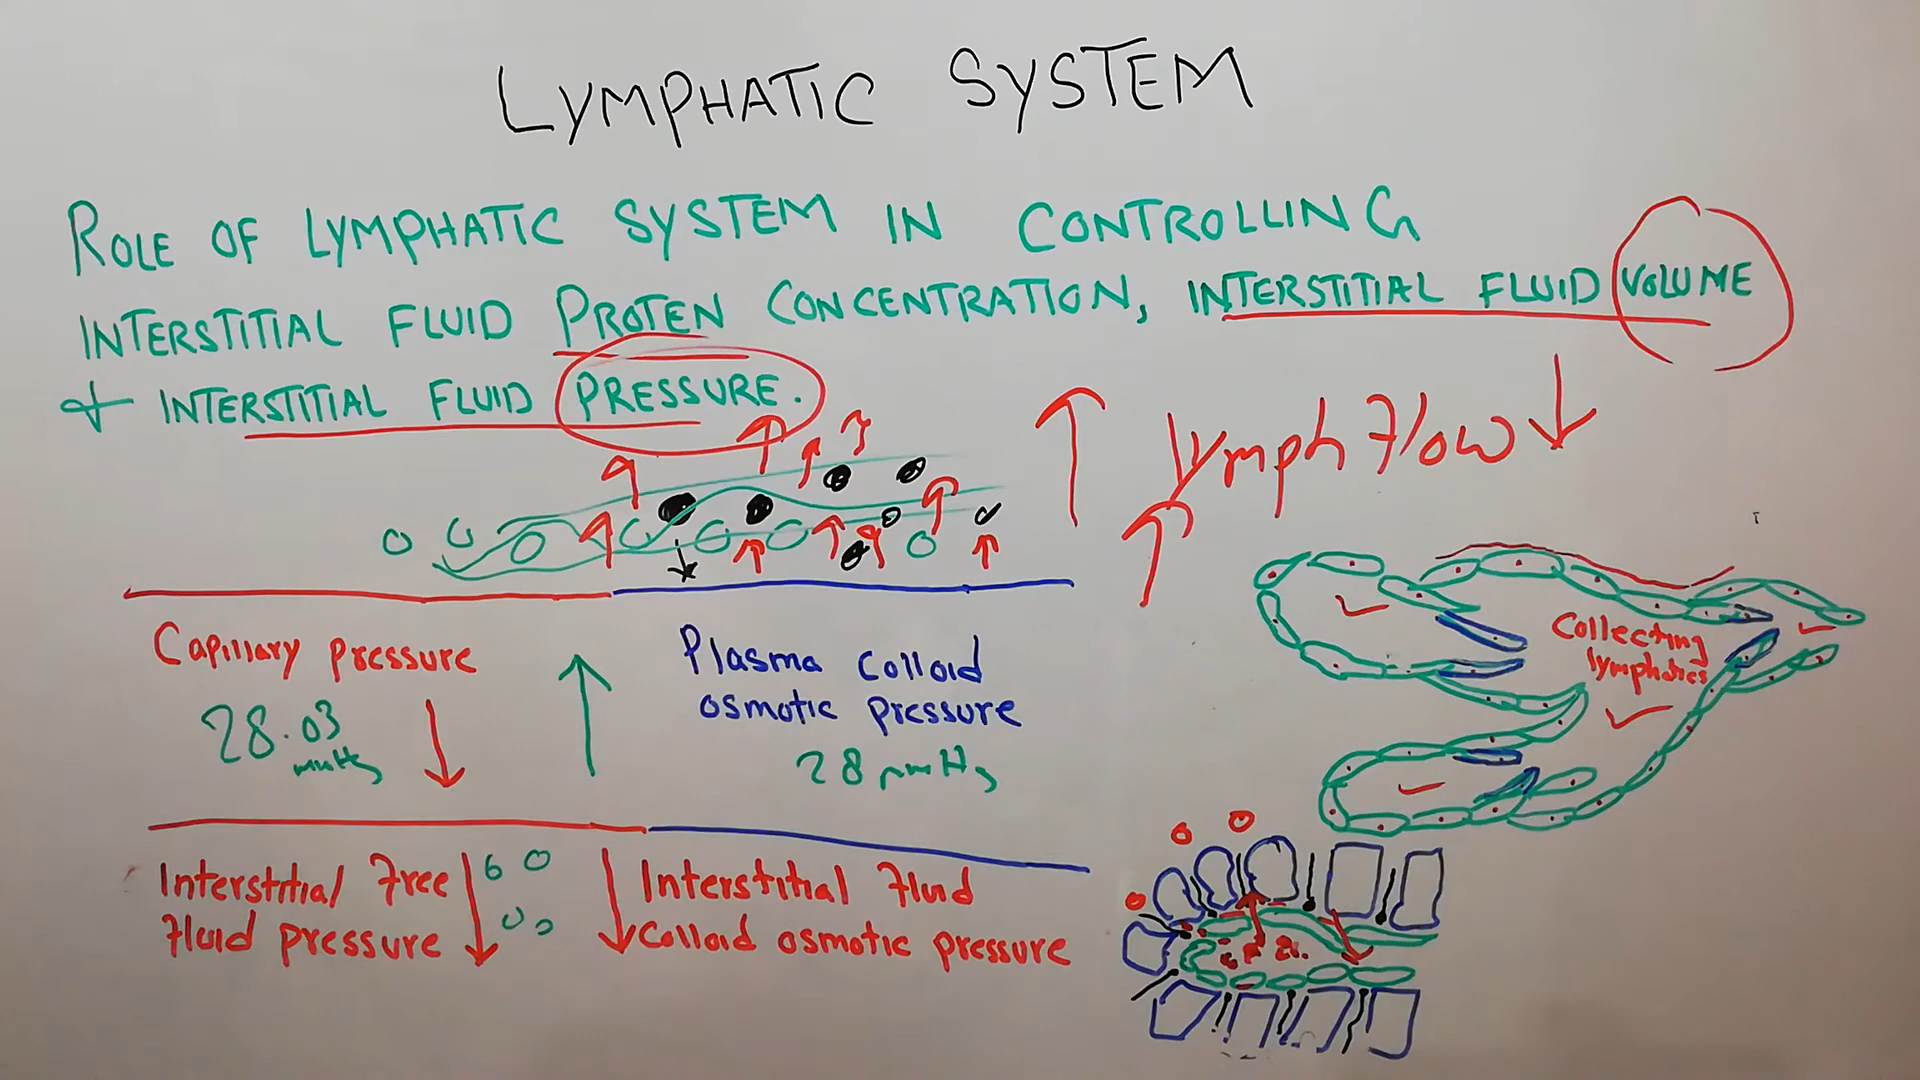 LYMPHATIC SYSTEM
ROLE OF LYMPHATIC SYSTEM IN CONTROLLING
INTERSTITIAL FLUID PROTEN CONCENTRATION, INTERSTITIAL FLUID VOLUME
+ INTERSTITIAL FLUID PRESSURE.
Lymph Flow
Capillary pressure
28.03
mmHg
Plasma colloid
osmotic pressure
28 mmHg
Collecting
lymphatics
Interstitial Free
Fluid pressure
Interstitial Fluid
Colloid osmotic pressure